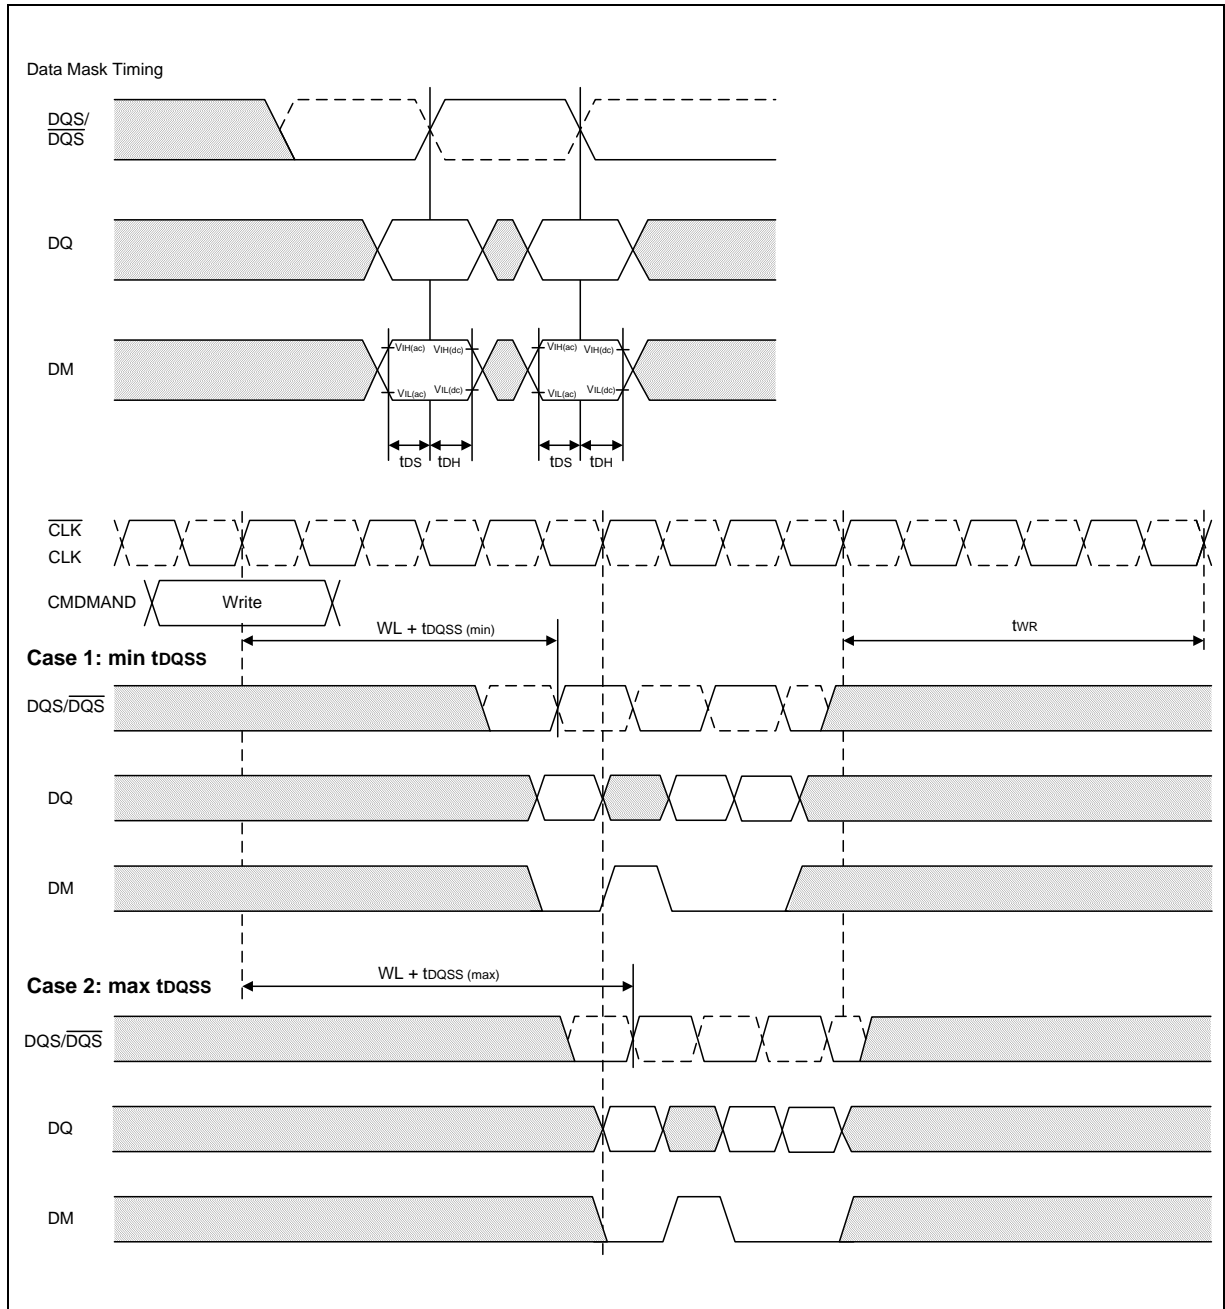 Data Mask Timing
DQS/
DQS
DQ
DM
VIH(ac) VIH(dc) VIH(ac) VIH(dc)
VIL(ac) VIL(dc) VIL(ac) VIL(dc)
tDS tDH tDS tDH
CLK
CLK
CMDMAND Write
WL + tDQSS (min) tWR
Case 1: min tDQSS
DQS/DQS
DQ
DM
WL + tDQSS (max)
Case 2: max tDQSS
DQS/DQS
DQ
DM